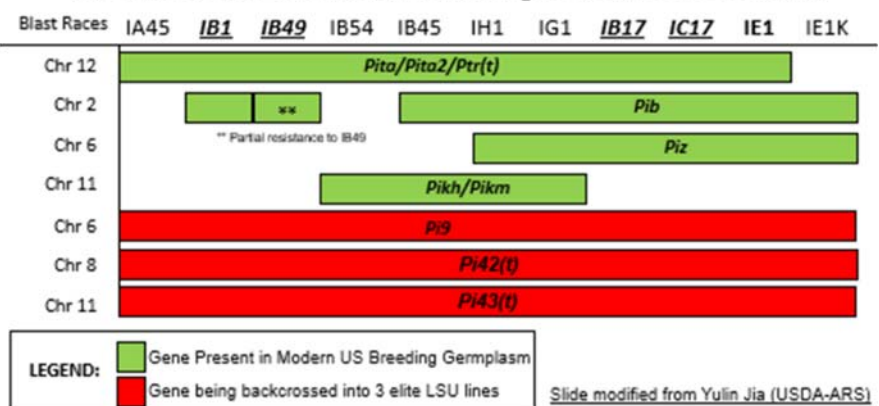 Blast Races IA45 IB1 IB49 IB54 IB45 IH1 IG1 IB17 IC17 IE1 IE1K
Chr 12 Pita/Pita2/Ptr(t)
Chr 2 ** Pib
** Partial resistance to IB49
Chr 6 Piz
Chr 11 Pikh/Pikm
Chr 6 Pi9
Chr 8 Pi42(t)
Chr 11 Pi43(t)
LEGEND:
Gene Present in Modern US Breeding Germplasm
Gene being backcrossed into 3 elite LSU lines
Slide modified from Yulin Jia (USDA-ARS)